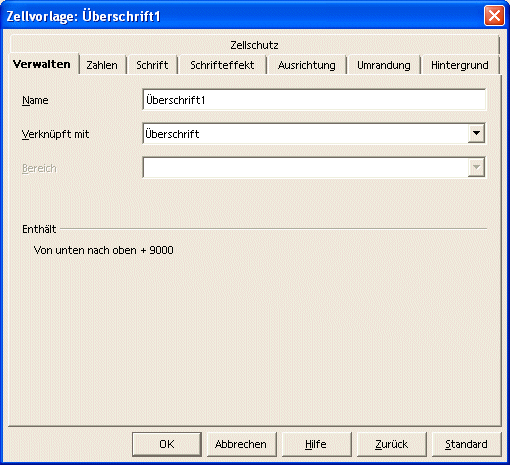 Zellvorlage: Überschrift1
Zellschutz
Verwalten Zahlen Schrift Schrifteffekt Ausrichtung Umrandung Hintergrund
Name Überschrift1
Verknüpft mit Überschrift
Bereich
Enthält
Von unten nach oben + 9000
OK Abbrechen Hilfe Zurück Standard